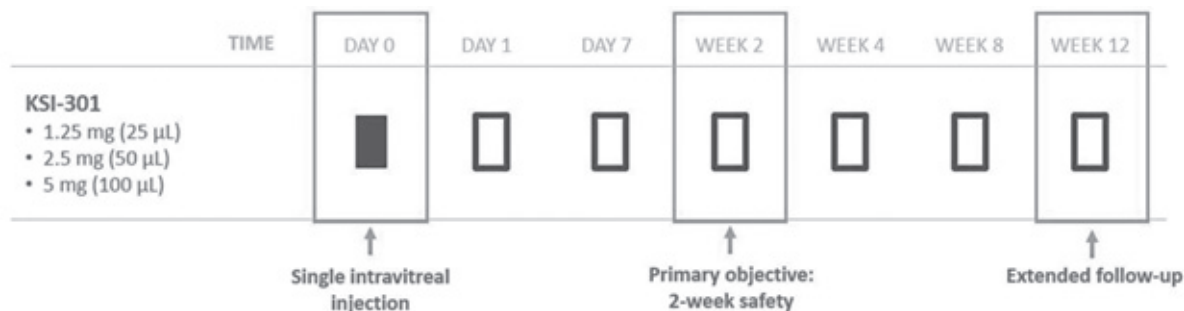 TIME DAY 0 DAY 1 DAY 7 WEEK 2 WEEK 4 WEEK 8 WEEK 12
KSI-301
• 1.25 mg (25 µL)
• 2.5 mg (50 µL)
• 5 mg (100 µL)
Single intravitreal
injection
Primary objective:
2-week safety
Extended follow-up